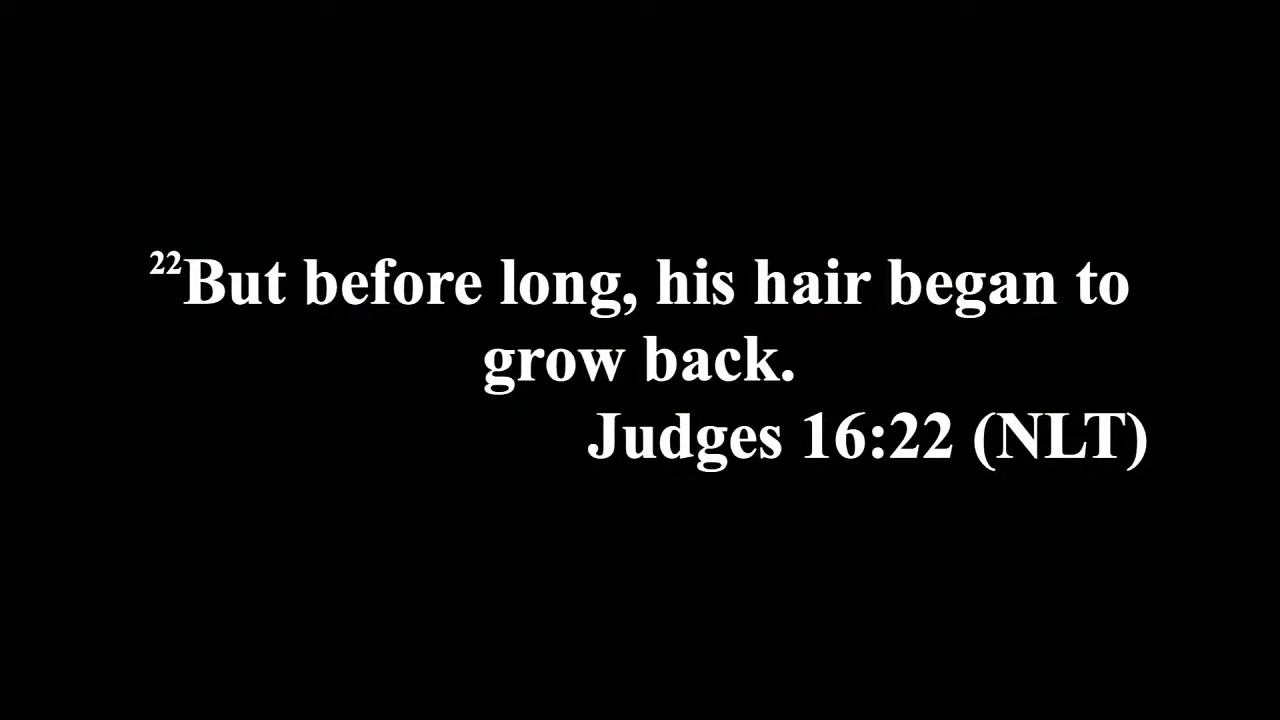 22But before long, his hair began to
grow back.
Judges 16:22 (NLT)